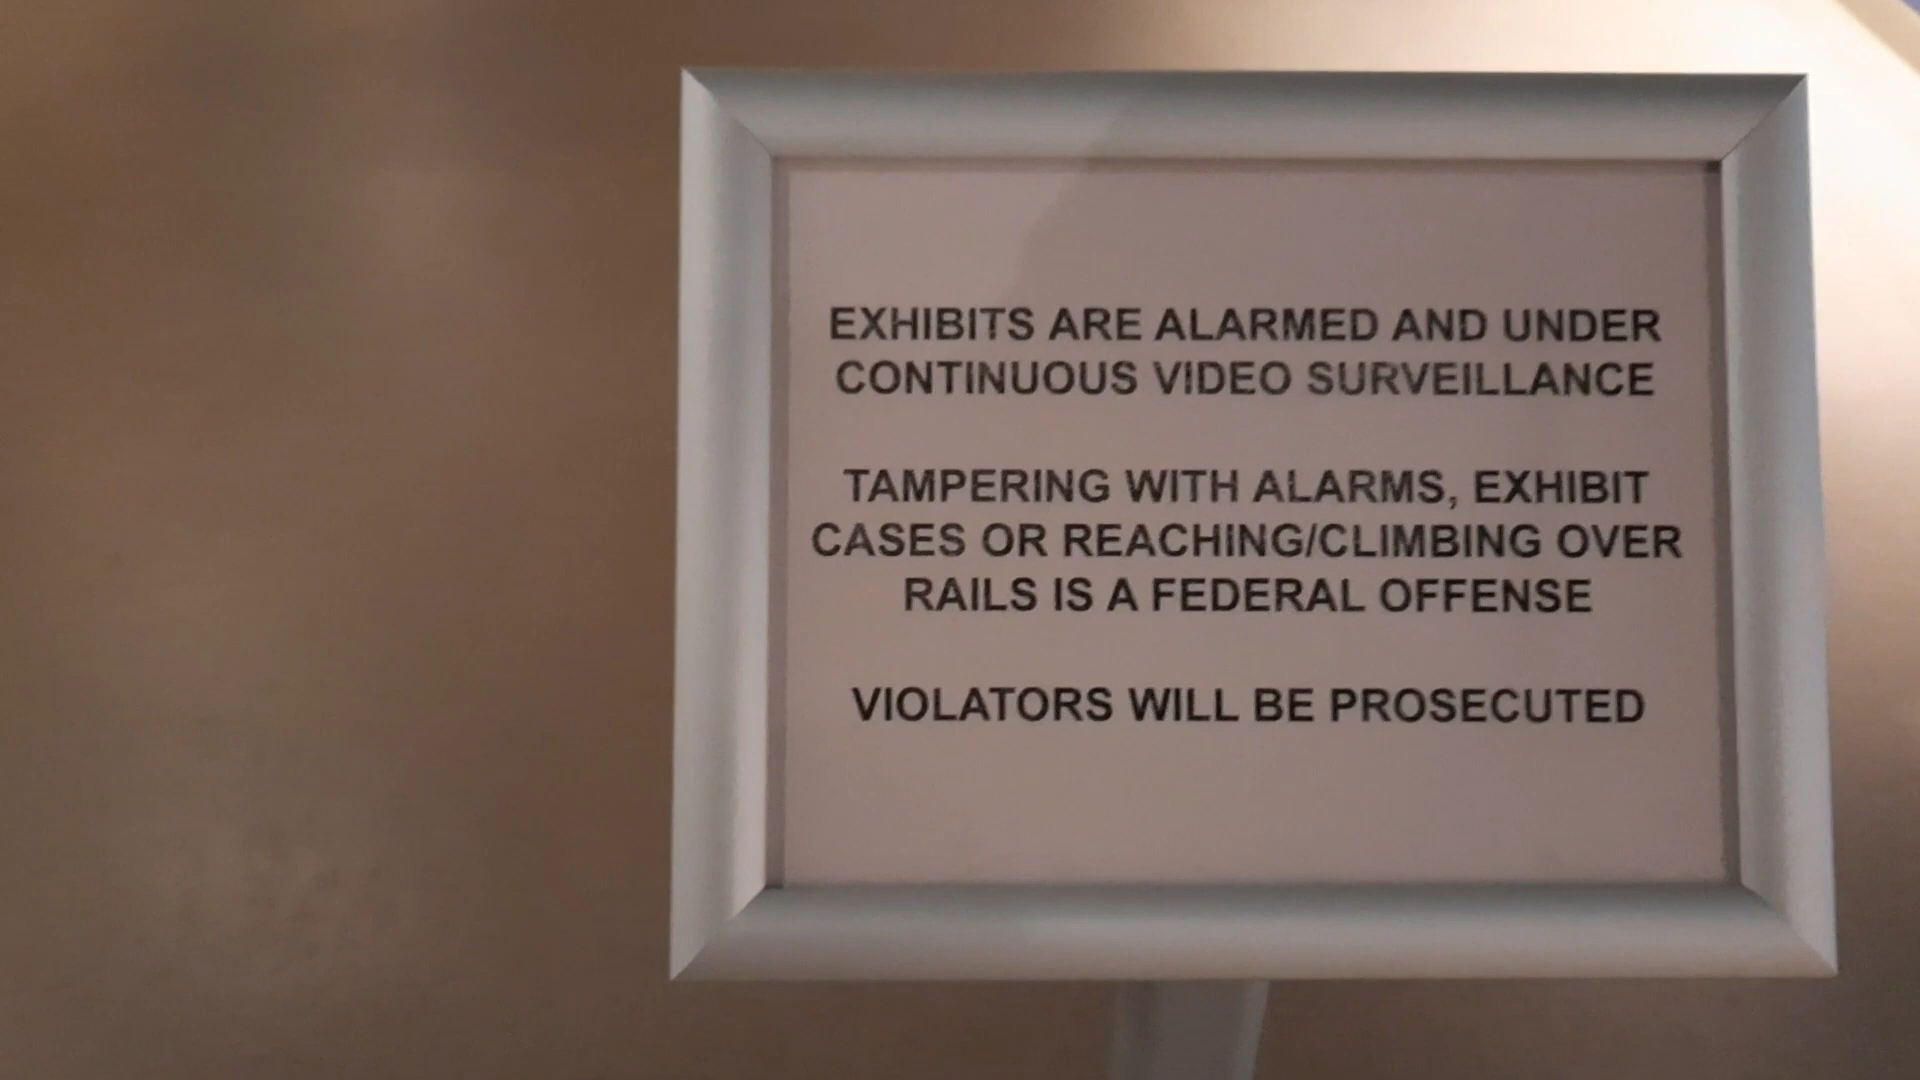 EXHIBITS ARE ALARMED AND UNDER
CONTINUOUS VIDEO SURVEILLANCE
TAMPERING WITH ALARMS, EXHIBIT
CASES OR REACHING/CLIMBING OVER
RAILS IS A FEDERAL OFFENSE
VIOLATORS WILL BE PROSECUTED